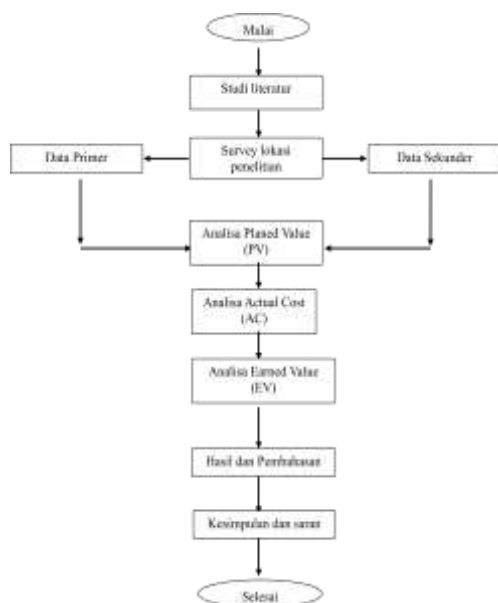 Mulai
Studi literatur
Survey lokasi
penelitian
Data Primer
Data Sekunder
Analisa Planed Value
(PV)
Analisa Actual Cost
(AC)
Analisa Earned Value
(EV)
Hasil dan Pembahasan
Kesimpulan dan saran
Selesai